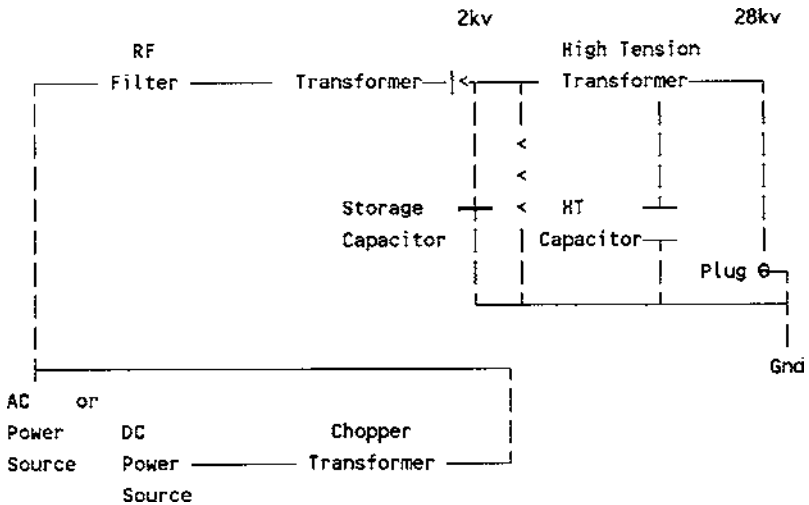 2kv 28kv
RF High Tension
Filter Transformer Transformer
Storage HT
Capacitor Capacitor
Plug
Gnd
AC or
Power DC Chopper
Source Power Transformer
Source